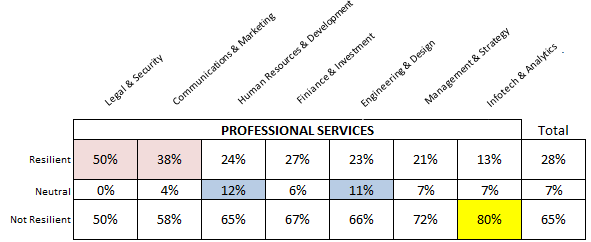 Legal & Security
Communications & Marketing
Human Resources & Development
Finiance & Investment
Engineering & Design
Management & Strategy
Infotech & Analytics
PROFESSIONAL SERVICES Total
Resilient 50% 38% 24% 27% 23% 21% 13% 28%
Neutral 0% 4% 12% 6% 11% 7% 7% 7%
Not Resilient 50% 58% 65% 67% 66% 72% 80% 65%